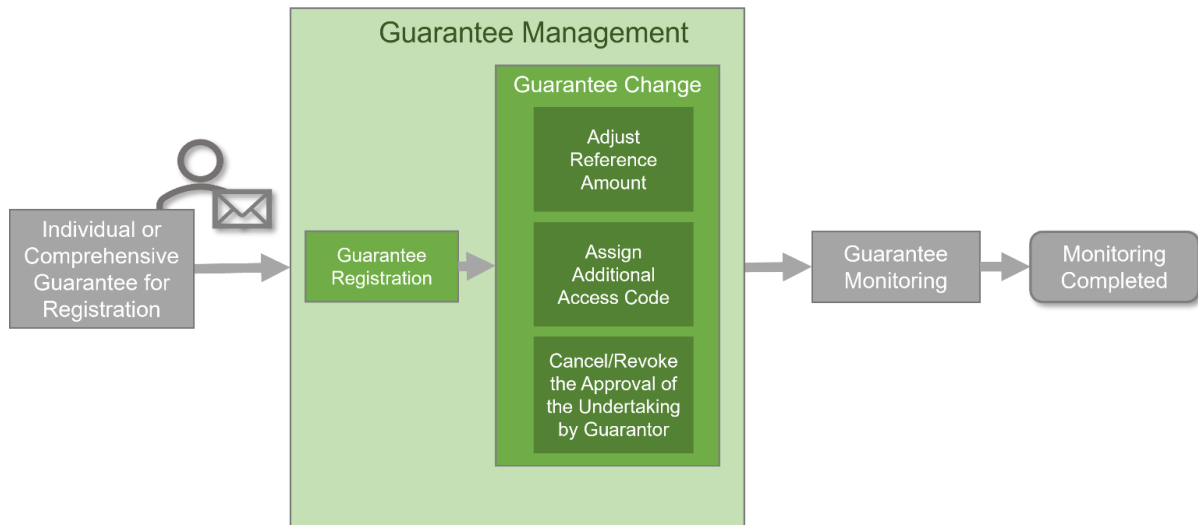 Guarantee Management
Individual or
Comprehensive
Guarantee for
Registration
Guarantee
Registration
Guarantee Change
Adjust
Reference
Amount
Assign
Additional
Access Code
Cancel/Revoke
the Approval of
the Undertaking
by Guarantor
Guarantee
Monitoring
Monitoring
Completed